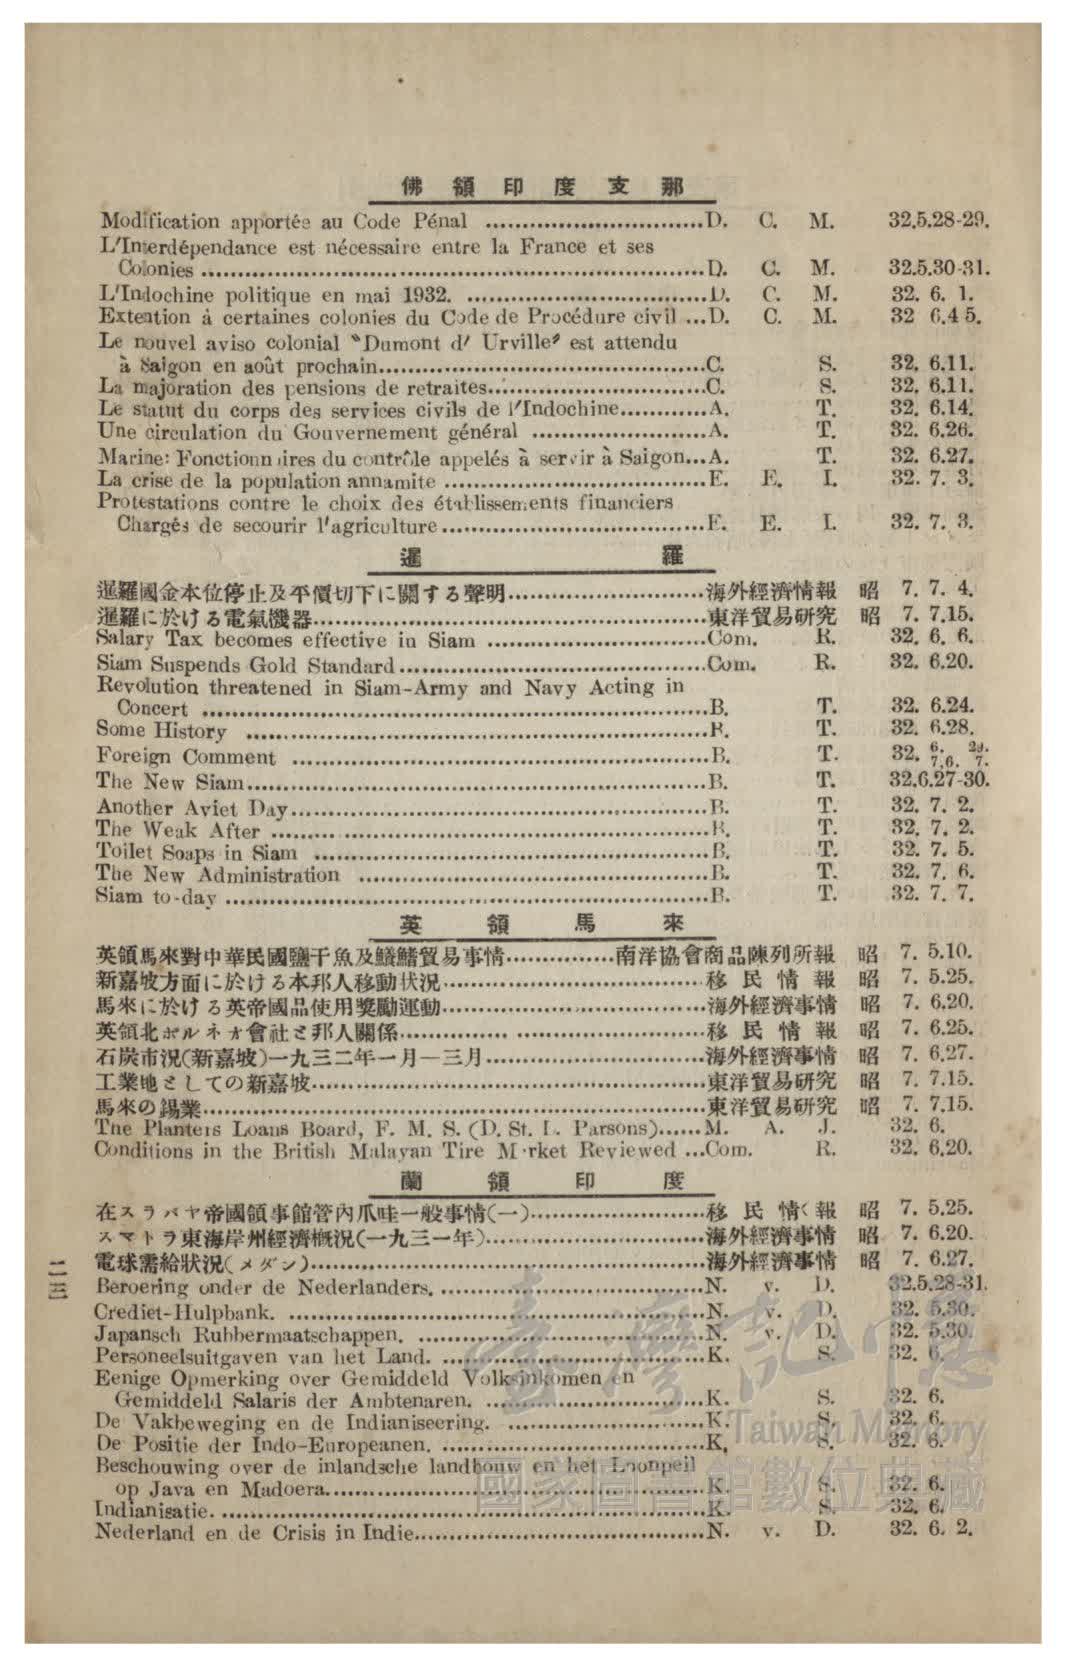 佛領印度支那
Modification apportée au Code Pénal ........................D. C. M. 32.5.28-29.
L'Interdépendance est nécessaire entre la France et ses
Colonies ........................D. C. M. 32.5.30-31.
L'Indochine politique en mai 1932. ........................D. C. M. 32. 6. 1.
Extention à certaines colonies du Code de Procédure civil ...D. C. M. 32 6.4 5.
Le nouvel aviso colonial "Dumont d' Urville" est attendu
à Saigon en août prochain........................C. S. 32. 6.11.
La majoration des pensions de retraites........................C. S. 32. 6.11.
Le statut du corps des services civils de l'Indochine............A. T. 32. 6.14.
Une circulation du Gouvernement général ........................A. T. 32. 6.26.
Marine: Fonctionnaires du contrôle appelés à servir à Saigon...A. T. 32. 6.27.
La crise de la population annamite ........................E. E. I. 32. 7. 3.
Protestations contre le choix des établissements financiers
Chargés de secourir l'agriculture........................E. E. I. 32. 7. 3.
暹羅
暹羅國金本位停止及平價切下に關する聲明........................海外經濟情報 昭 7. 7. 4.
暹羅に於ける電氣機器........................東洋貿易研究 昭 7. 7.15.
Salary Tax becomes effective in Siam ........................Com. R. 32. 6. 6.
Siam Suspends Gold Standard........................Com. R. 32. 6.20.
Revolution threatened in Siam-Army and Navy Acting in
Concert ........................B. T. 32. 6.24.
Some History ........................B. T. 32. 6.28.
Foreign Comment ........................B. T. 32. 6. 29. 7.6. 7.
The New Siam........................B. T. 32.6.27-30.
Another Aviet Day........................B. T. 32. 7. 2.
The Weak After ........................B. T. 32. 7. 2.
Toilet Soaps in Siam ........................B. T. 32. 7. 5.
The New Administration ........................B. T. 32. 7. 6.
Siam to-day ........................B. T. 32. 7. 7.
英領馬來
英領馬來對中華民國鹽干魚及鱶鰭貿易事情...............南洋協會商品陳列所報 昭 7. 5.10.
新嘉坡方面に於ける本邦人移動狀況........................移民情報 昭 7. 5.25.
馬來に於ける英帝國品使用獎勵運動........................海外經濟事情 昭 7. 6.20.
英領北ボルネオ會社と邦人關係........................移民情報 昭 7. 6.25.
石炭市況(新嘉坡)一九三二年一月—三月........................海外經濟事情 昭 7. 6.27.
工業地としての新嘉坡........................東洋貿易研究 昭 7. 7.15.
馬來の錫業........................東洋貿易研究 昭 7. 7.15.
The Planters Loans Board, F. M. S. (D. St. L. Parsons)......M. A. J. 32. 6.
Conditions in the British Malayan Tire Market Reviewed ...Com. R. 32. 6.20.
蘭領印度
在スラバヤ帝國領事館管內爪哇一般事情(一)........................移民情報 昭 7. 5.25.
スマトラ東海岸州經濟概況(一九三一年)........................海外經濟事情 昭 7. 6.20.
電球需給狀況(メダン)........................海外經濟事情 昭 7. 6.27.
Beroering onder de Nederlanders. ........................N. v. D. 32.5.28-31.
Crediet-Hulpbank. ........................N. v. D. 32. 5.30.
Japansch Rubbermaatschappen. ........................N. v. D. 32. 5.30.
Personeelsuitgaven van het Land. ........................K. S. 32. 6.
Eenige Opmerking over Gemiddeld Volksinkomen en
Gemiddeld Salaris der Ambtenaren. ........................K. S. 32. 6.
De Vakbeweging en de Indianiseering. ........................K. S. 32. 6.
De Positie der Indo-Europeanen. ........................K. S. 32. 6.
Beschouwing over de inlandsche landbouw en het Loonpeil
op Java en Madoera........................K. S. 32. 6.
Indianisatie. ........................K. S. 32. 6.
Nederland en de Crisis in Indie........................N. v. D. 32. 6. 2.
二三
臺灣記憶
Taiwan Memory
國家圖書館數位典藏